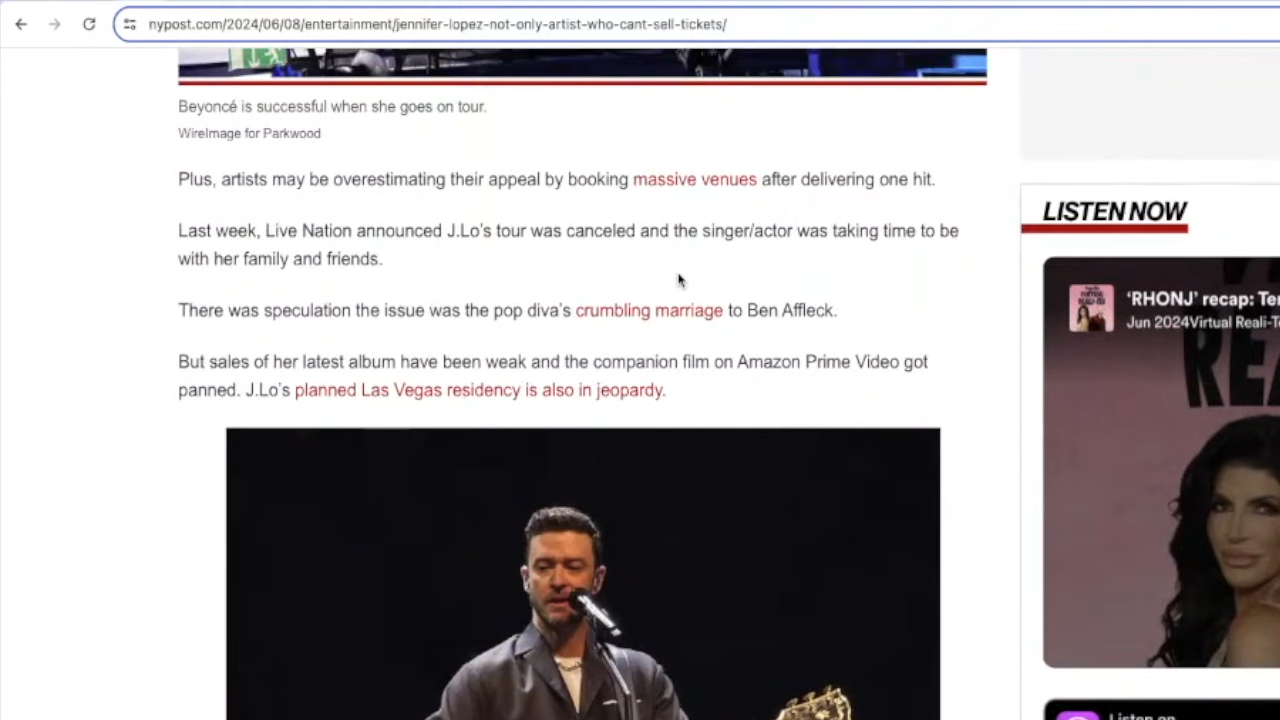 nypost.com/2024/06/08/entertainment/jennifer-lopez-not-only-artist-who-cant-sell-tickets/
Beyoncé is successful when she goes on tour.
WireImage for Parkwood
Plus, artists may be overestimating their appeal by booking massive venues after delivering one hit.
Last week, Live Nation announced J.Lo's tour was canceled and the singer/actor was taking time to be
with her family and friends.
There was speculation the issue was the pop diva's crumbling marriage to Ben Affleck.
But sales of her latest album have been weak and the companion film on Amazon Prime Video got
panned. J.Lo's planned Las Vegas residency is also in jeopardy.
LISTEN NOW
'RHONJ' recap: Ter
Jun 2024Virtual Reali-T
REA
Listen on